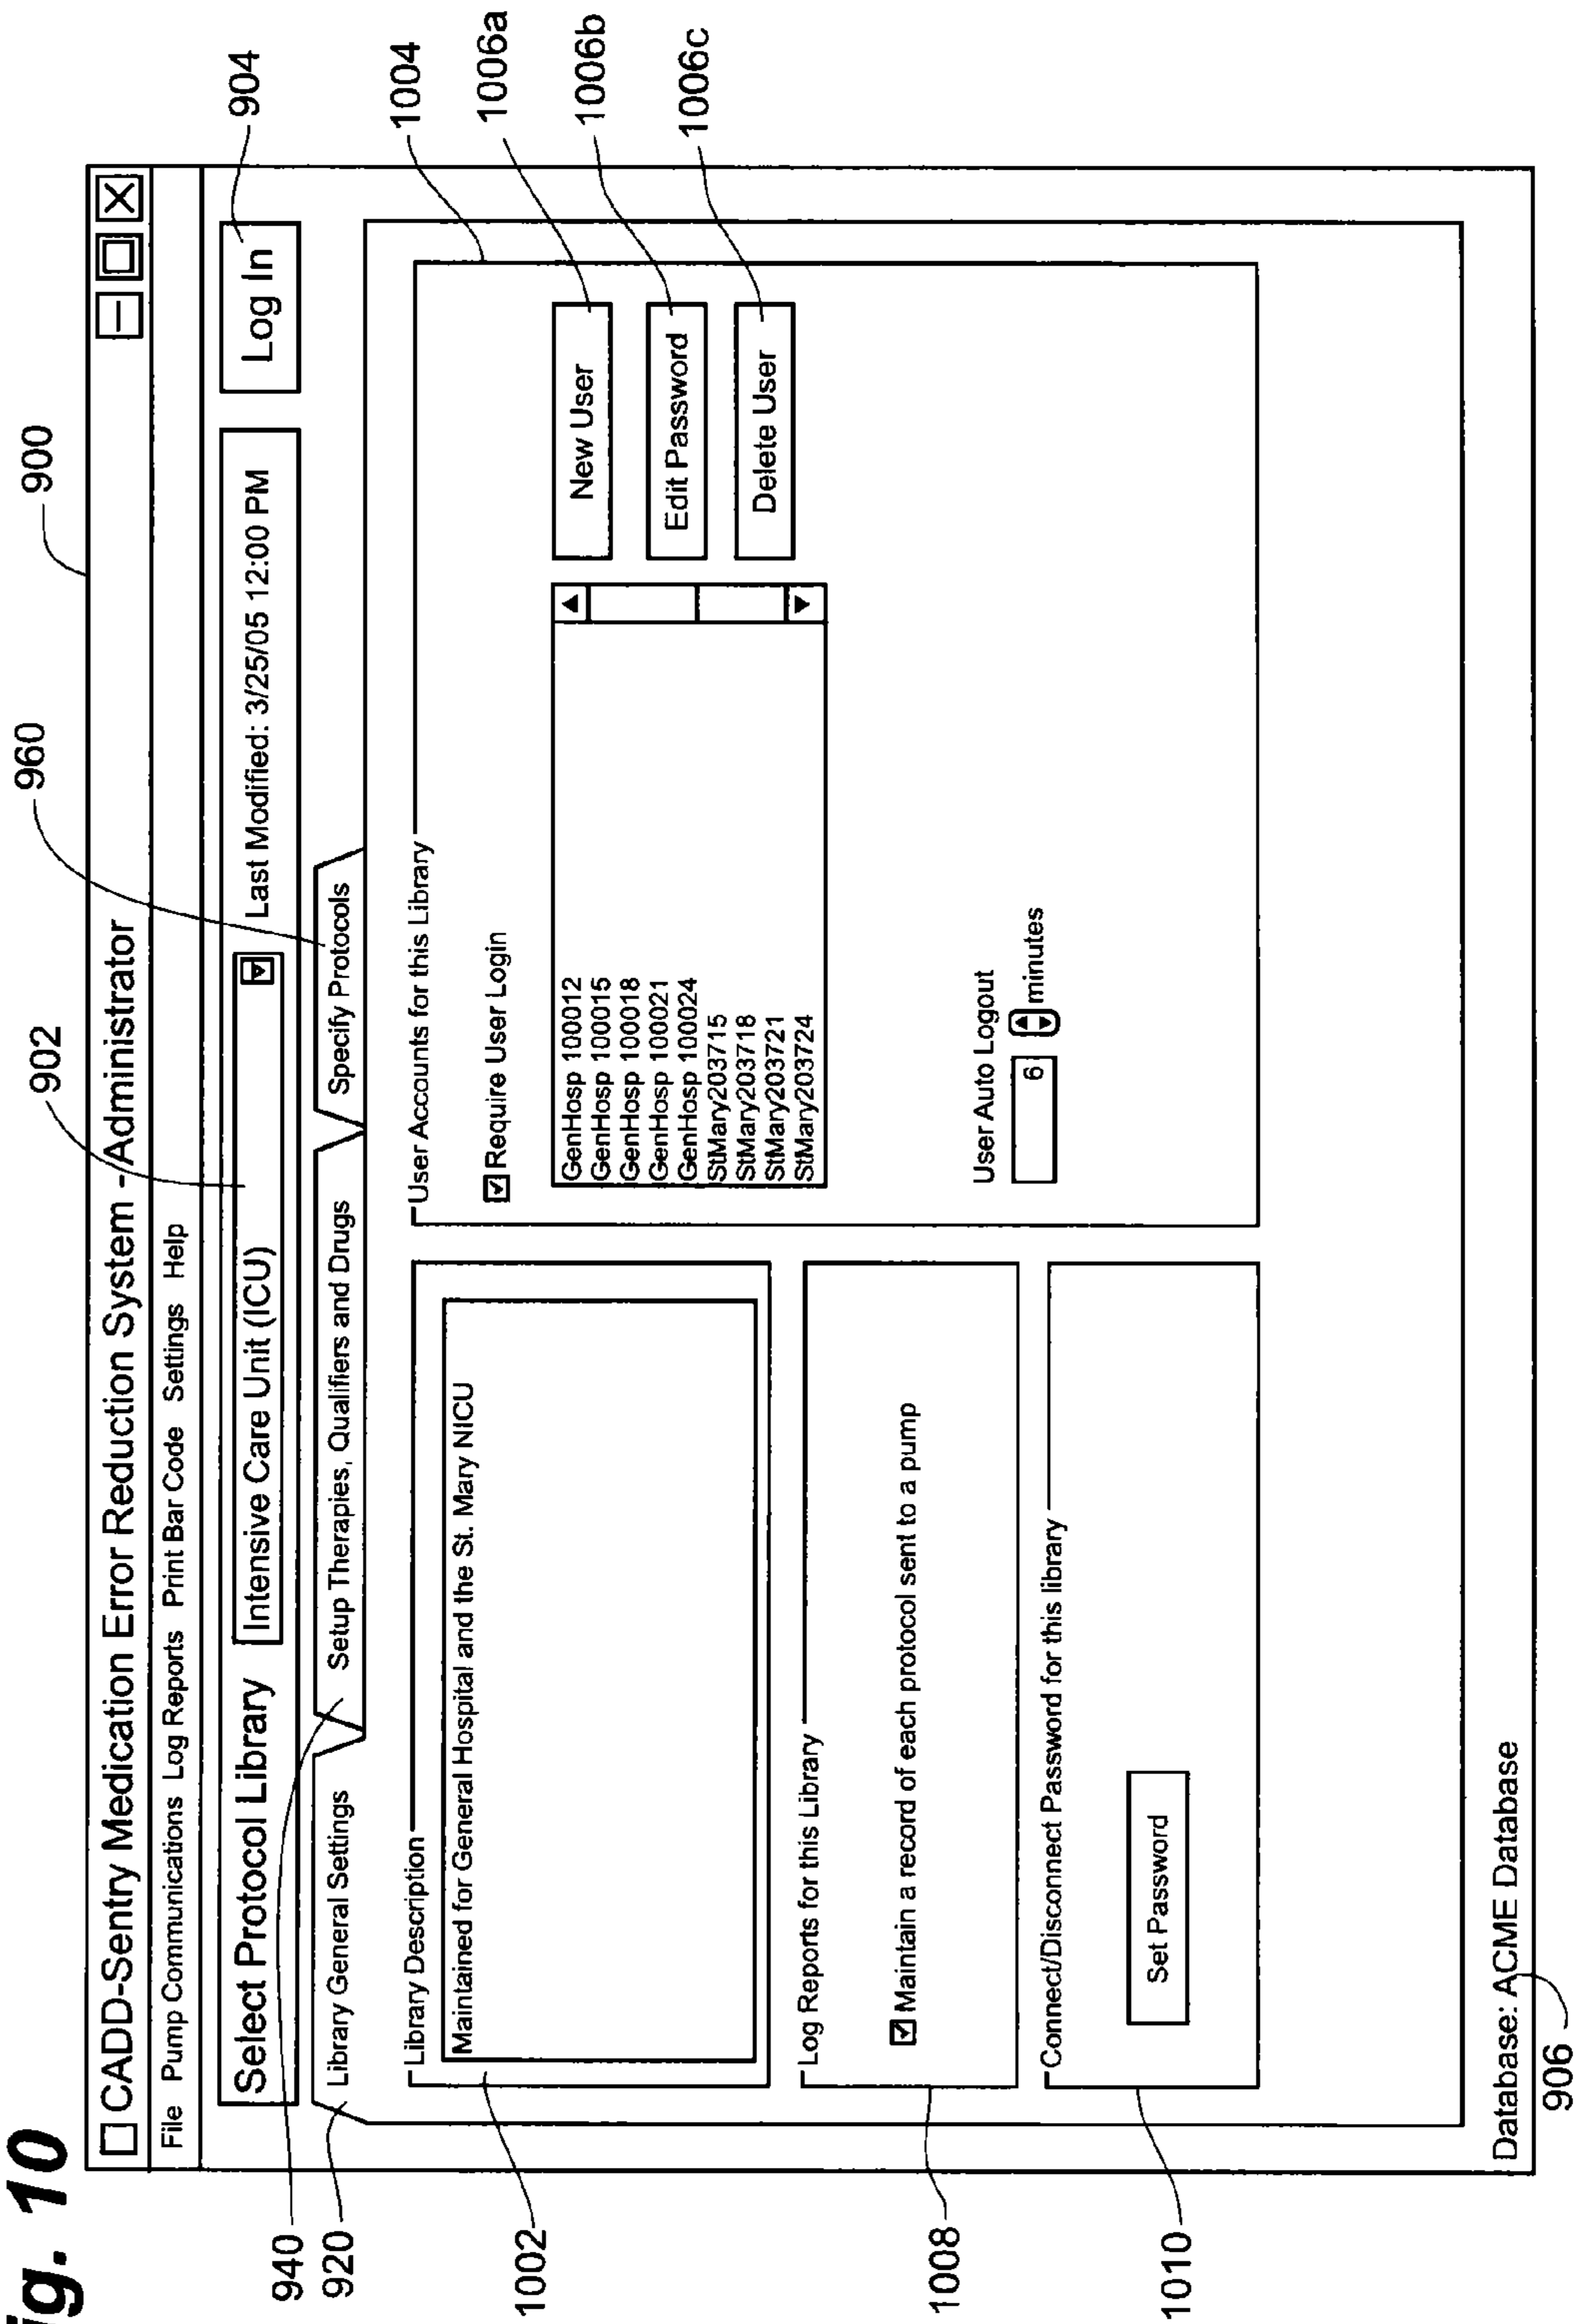 ig. 10
900
CADD-Sentry Medication Error Reduction System - Administrator
File Pump Communications Log Reports Print Bar Code Settings Help
Select Protocol Library
Intensive Care Unit (ICU)
Last Modified: 3/25/05 12:00 PM
Log In
902
960
904
940
920
Library General Settings
Setup Therapies, Qualifiers and Drugs
Specify Protocols
Library Description
Maintained for General Hospital and the St. Mary NICU
1002
Log Reports for this Library
Maintain a record of each protocol sent to a pump
1008
Connect/Disconnect Password for this library
Set Password
1010
User Accounts for this Library
1004
Require User Login
GenHosp 100012
GenHosp 100015
GenHosp 100018
GenHosp 100021
GenHosp 100024
StMary203715
StMary203718
StMary203721
StMary203724
New User
1006a
Edit Password
1006b
Delete User
1006c
User Auto Logout
6 minutes
Database: ACME Database
906